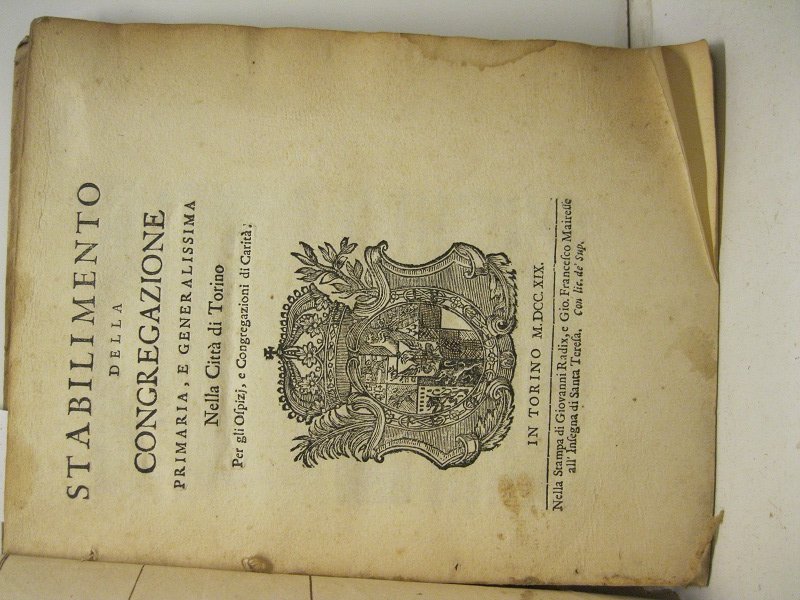 STABILIMENTO
DELLA
CONGREGAZIONE
PRIMARIA, E GENERALISSIMA
Nella Città di Torino
Per gli Oſpizj, e Congregazioni di Carità.
IN TORINO M.DCC.XIX.
Nella Stampa di Giovanni Radix, e Gio. Franceſco Maireſſe
all' Inſegna di Santa Tereſa. Con lic. de' Sup.